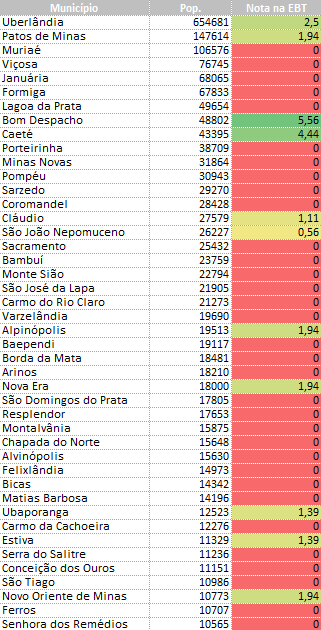 Município Pop. Nota na EBT
Uberlândia 654681 2,5
Patos de Minas 147614 1,94
Muriaé 106576 0
Viçosa 76745 0
Januária 68065 0
Formiga 67833 0
Lagoa da Prata 49654 0
Bom Despacho 48802 5,56
Caeté 43395 4,44
Porteirinha 38709 0
Minas Novas 31864 0
Pompéu 30943 0
Sarzedo 29270 0
Coromandel 28428 0
Cláudio 27579 1,11
São João Nepomuceno 26227 0,56
Sacramento 25432 0
Bambuí 23759 0
Monte Sião 22794 0
São José da Lapa 21905 0
Carmo do Rio Claro 21273 0
Varzelândia 19690 0
Alpinópolis 19513 1,94
Baependi 19117 0
Borda da Mata 18481 0
Arinos 18210 0
Nova Era 18000 1,94
São Domingos do Prata 17805 0
Resplendor 17653 0
Montalvânia 15875 0
Chapada do Norte 15648 0
Alvinópolis 15630 0
Felixlândia 14973 0
Bicas 14342 0
Matias Barbosa 14196 0
Ubaporanga 12523 1,39
Carmo da Cachoeira 12276 0
Estiva 11329 1,39
Serra do Salitre 11236 0
Conceição dos Ouros 11151 0
São Tiago 10986 0
Novo Oriente de Minas 10773 1,94
Ferros 10707 0
Senhora dos Remédios 10565 0